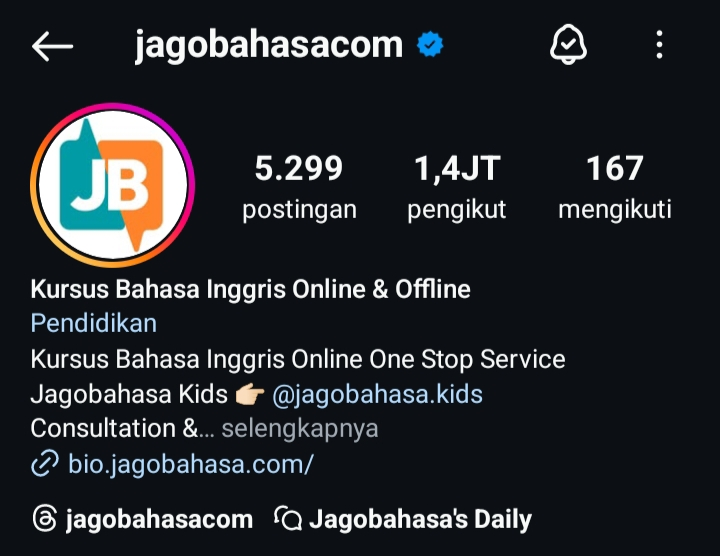 jagobahasacom
JB
5.299 1,4JT 167
postingan pengikut mengikuti
Kursus Bahasa Inggris Online & Offline
Pendidikan
Kursus Bahasa Inggris Online One Stop Service
Jagobahasa Kids 👉🏻 @jagobahasa.kids
Consultation &... selengkapnya
bio.jagobahasa.com/
jagobahasacom Jagobahasa's Daily